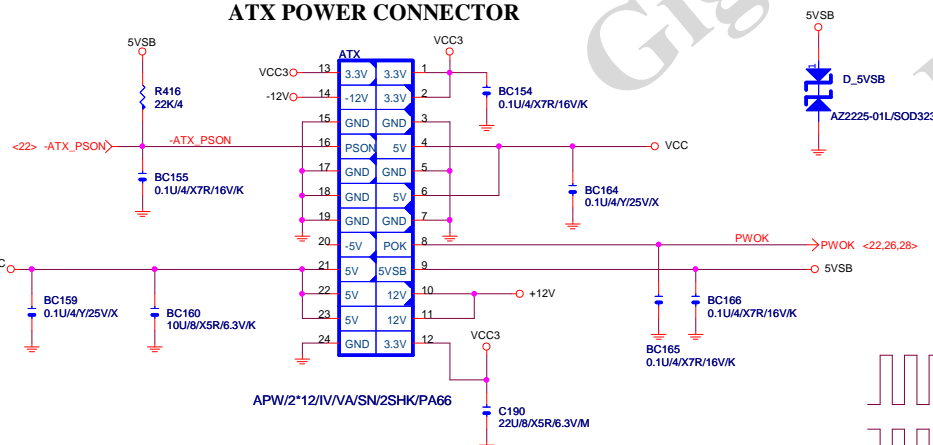 ATX POWER CONNECTOR
Gig
5VSB
R416
22K/4
<22> -ATX_PSON
-ATX_PSON
BC155
0.1U/4/X7R/16V/K
VCC3
-12V
ATX
VCC3
13 3.3V 3.3V 1
14 -12V 3.3V 2
15 GND GND 3
16 PSON 5V 4
17 GND GND 5
18 GND 5V 6
19 GND GND 7
20 -5V POK 8
21 5V 5VSB 9
22 5V 12V 10
23 5V 12V 11
24 GND 3.3V 12
BC154
0.1U/4/X7R/16V/K
VCC
BC164
0.1U/4/Y/25V/X
PWOK
PWOK <22,26,28>
5VSB
+12V
BC165
0.1U/4/X7R/16V/K
BC166
0.1U/4/X7R/16V/K
VCC3
C190
22U/8/X5R/6.3V/M
C
BC159
0.1U/4/Y/25V/X
BC160
10U/8/X5R/6.3V/K
APW/2*12/IV/VA/SN/2SHK/PA66
5VSB
1
D_5VSB
AZ2225-01L/SOD323